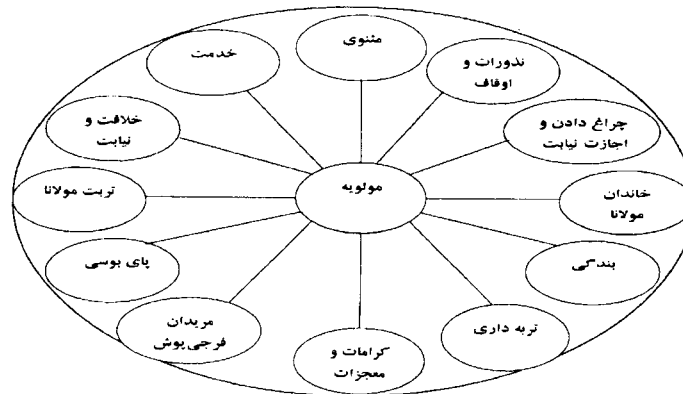 مثنوی
نذورات و
اوقاف
چراغ دادن و
اجازت نیابت
خاندان
مولانا
بندگی
تربه داری
کرامات و
معجزات
مریدان
فرجی پوش
پای بوسی
تربت مولانا
خلافت و
نیابت
خدمت
مولویه